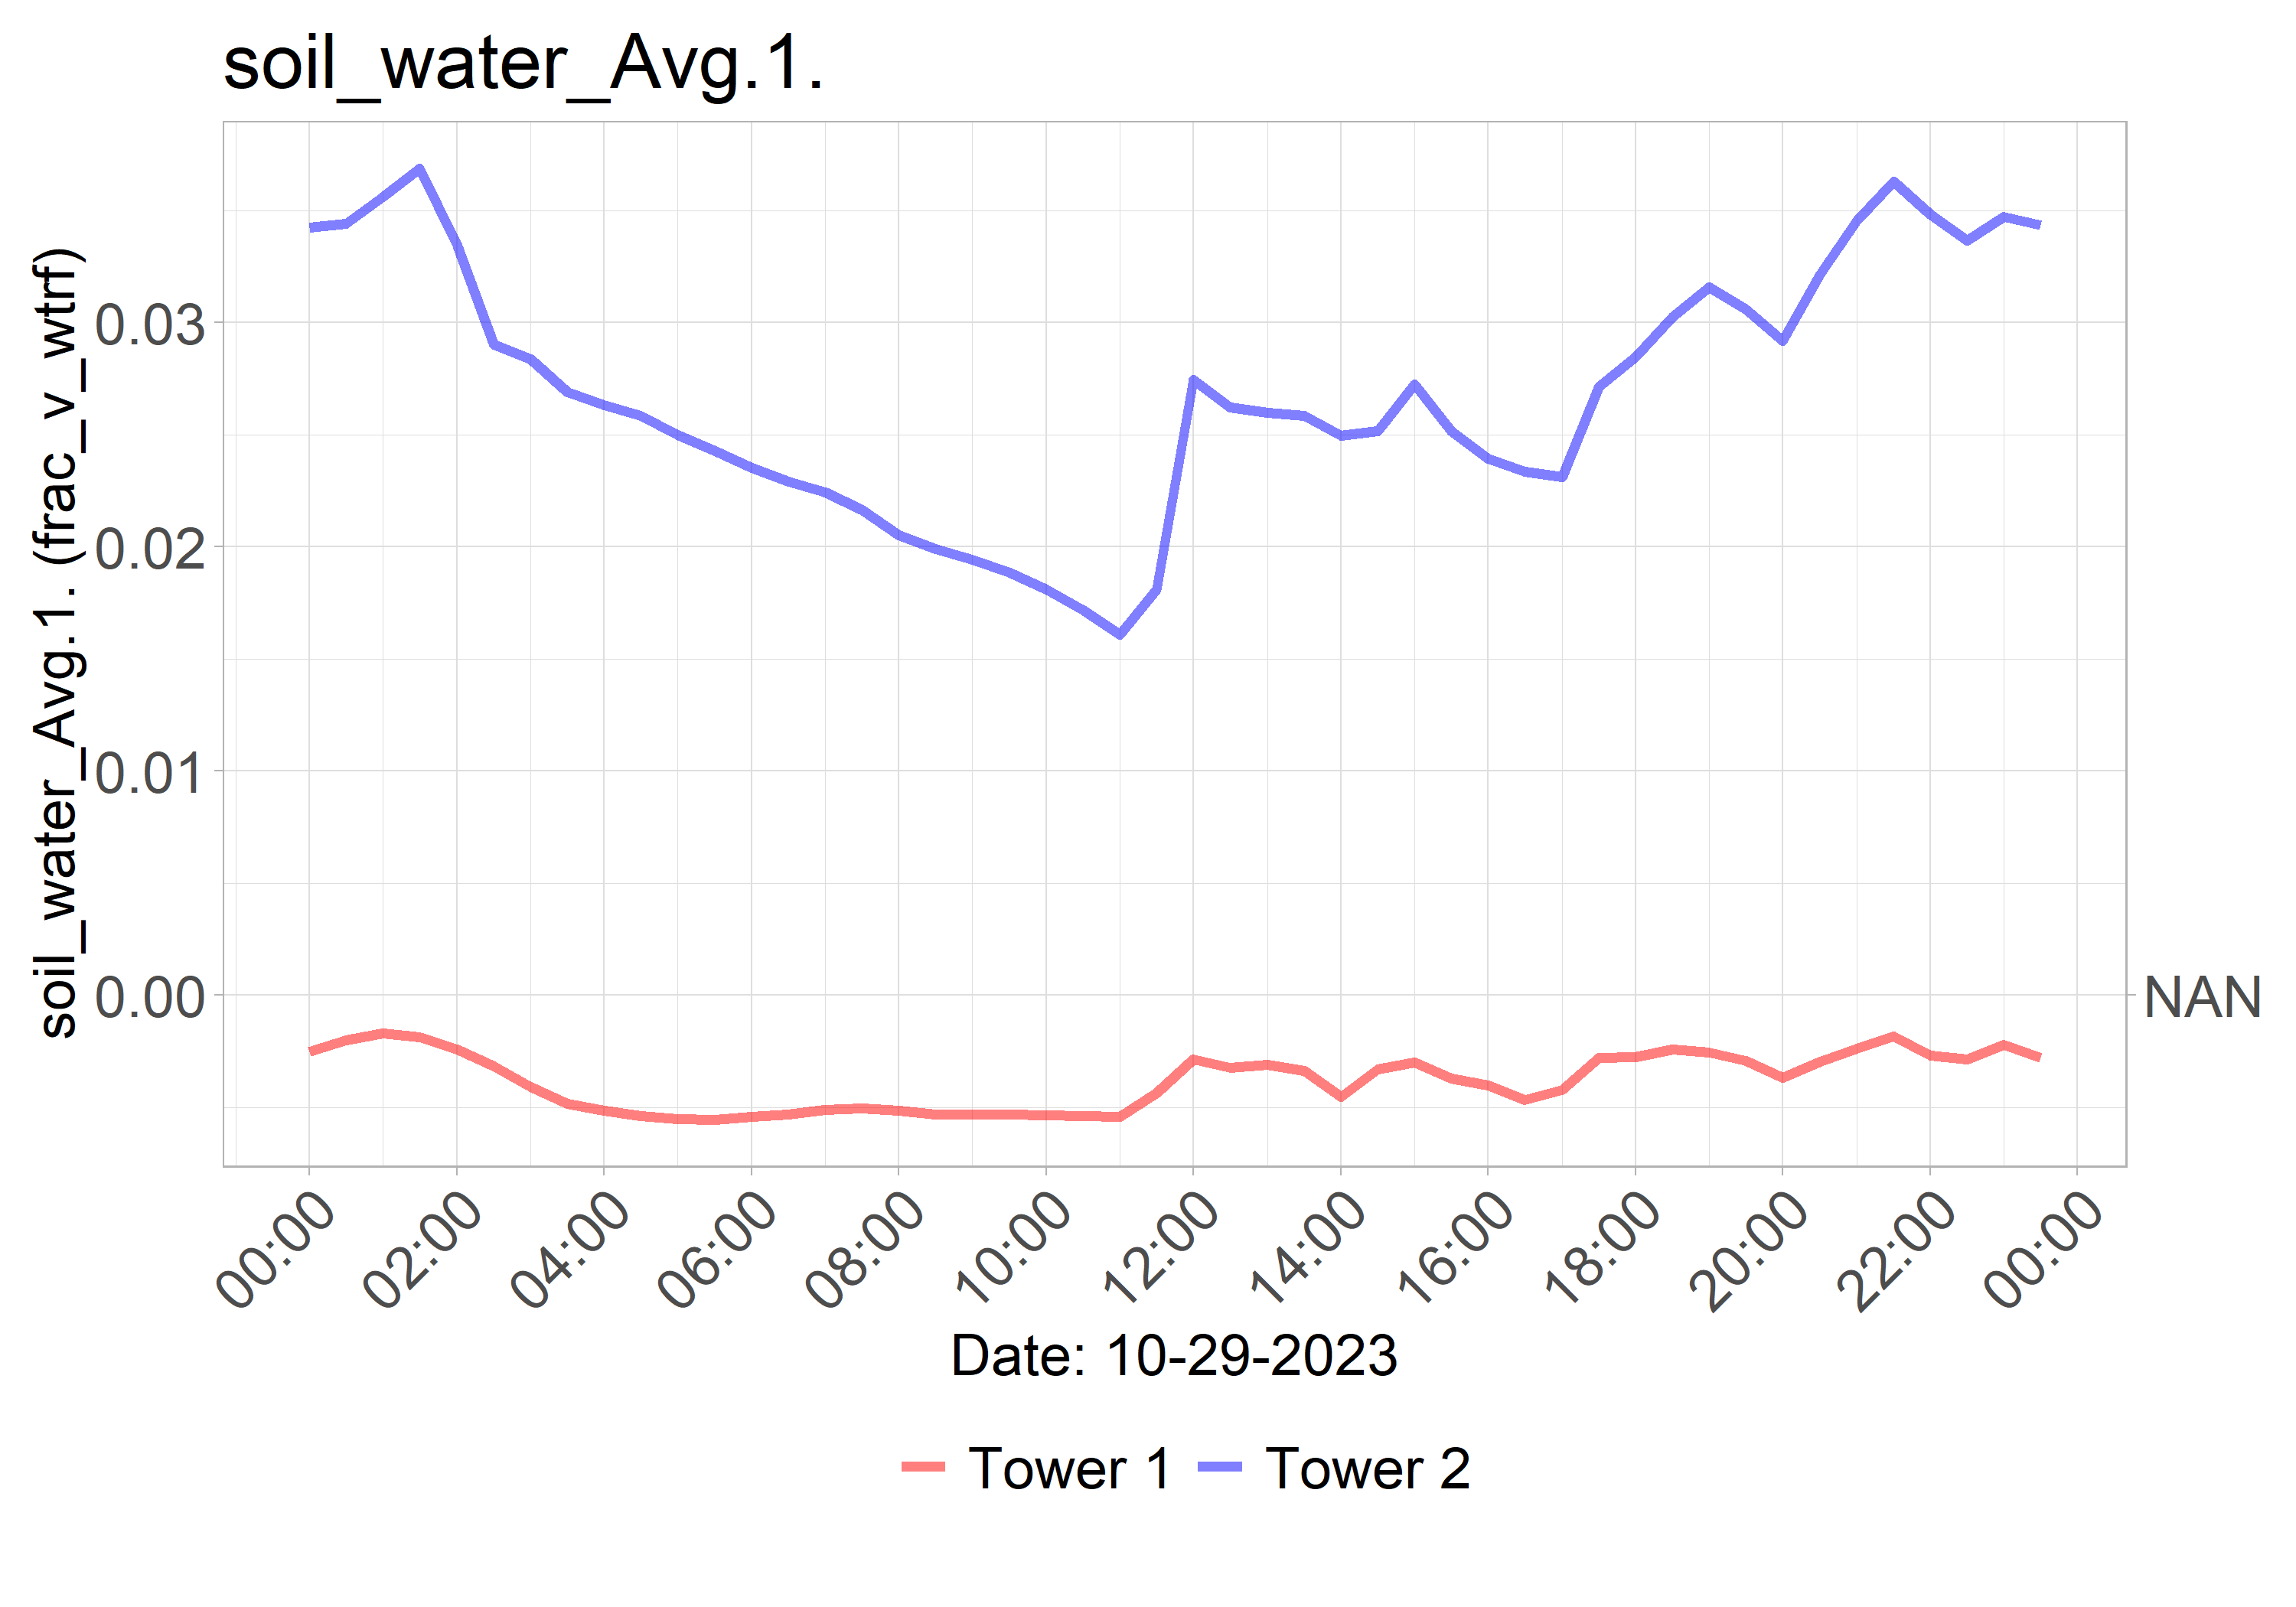 soil_water_Avg.1.
soil_water_Avg.1. (frac_v_wtrf)
0.03
0.02
0.01
0.00
NAN
00:00
02:00
04:00
06:00
08:00
10:00
12:00
14:00
16:00
18:00
20:00
22:00
00:00
Date: 10-29-2023
Tower 1
Tower 2